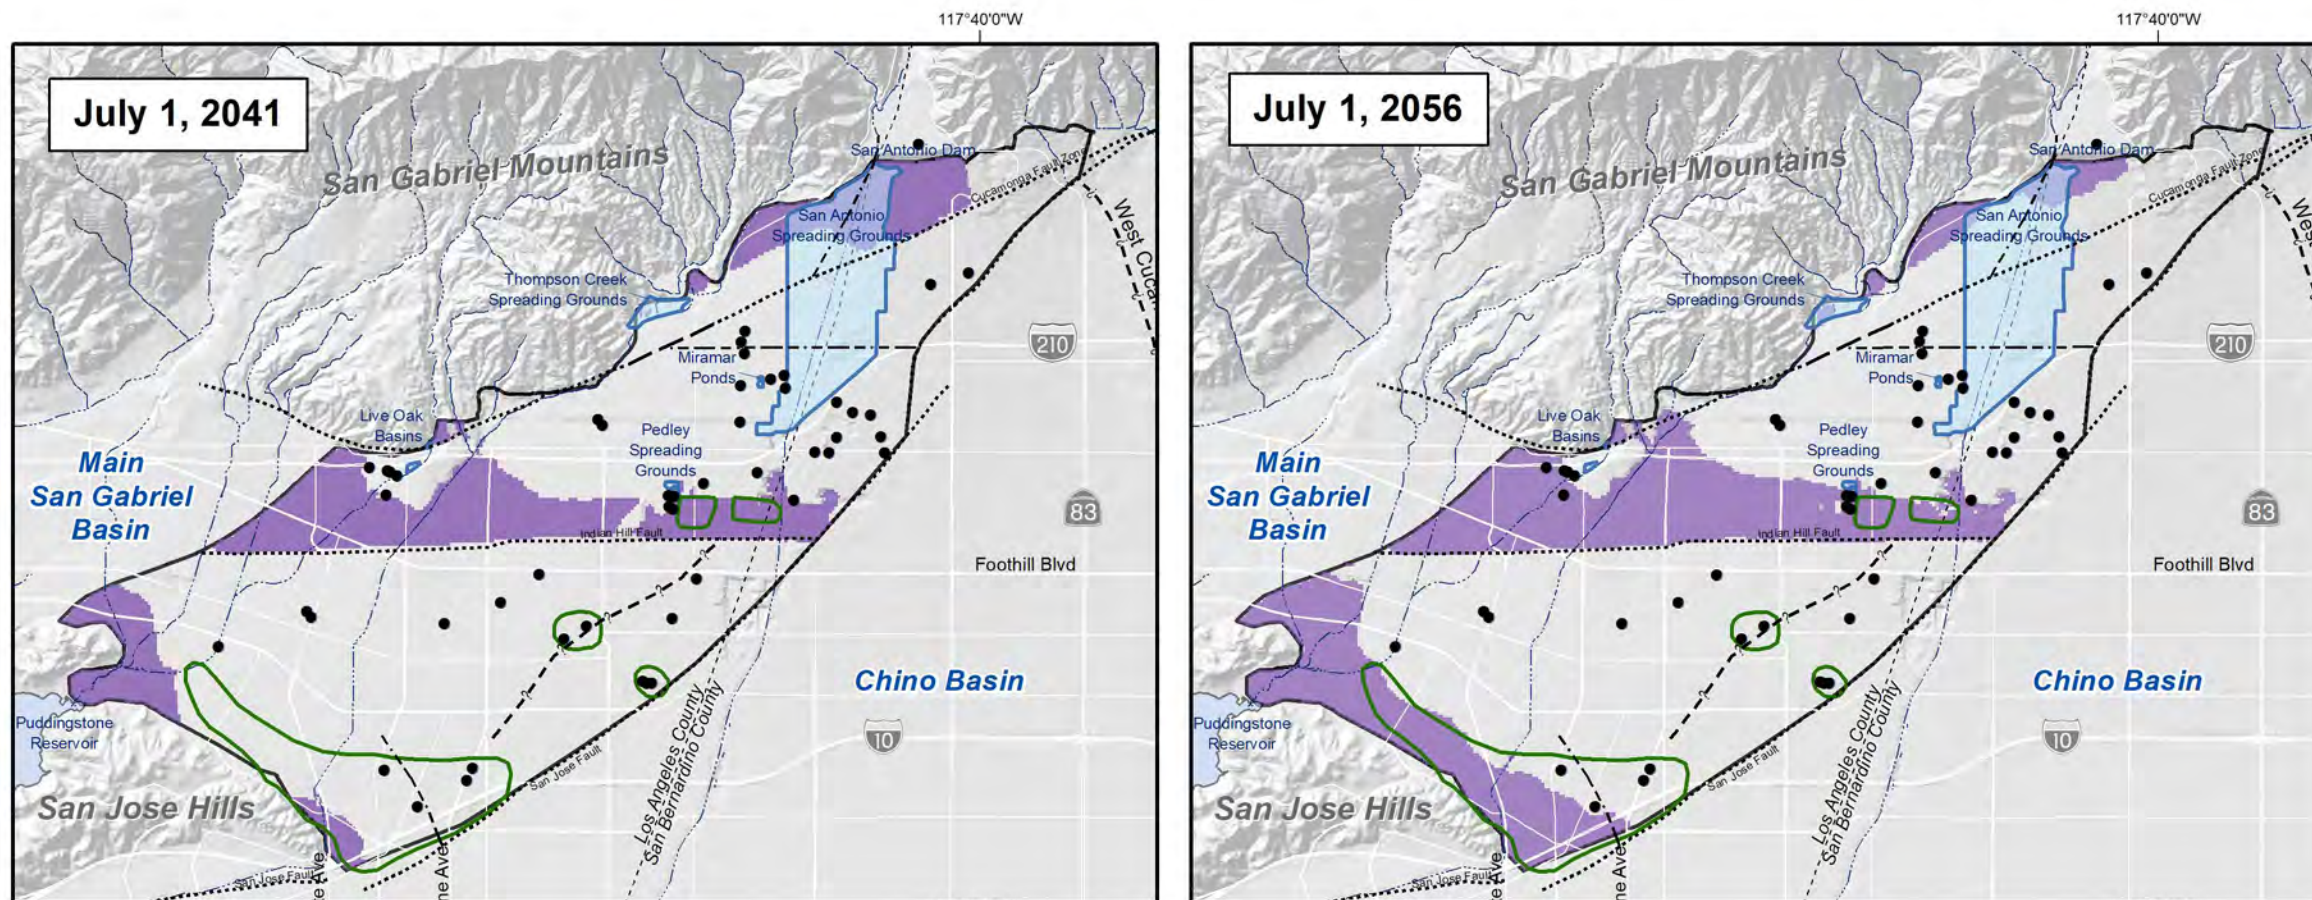 117°40'0"W
July 1, 2041
San Gabriel Mountains
San Antonio Dam
Cucamonga Fault Zone
San Antonio
Spreading Grounds
Thompson Creek
Spreading Grounds
210
Miramar
Ponds
Live Oak
Basins
Pedley
Spreading
Grounds
Main
San Gabriel
Basin
83
Indian Hill Fault
Foothill Blvd
?
?
?
?
?
Chino Basin
Puddingstone
Reservoir
10
San Jose Fault
San Jose Hills
Los Angeles County
San Bernardino County
San Jose Fault
117°40'0"W
July 1, 2056
San Gabriel Mountains
San Antonio Dam
Cucamonga Fault Zone
West
San Antonio
Spreading Grounds
Thompson Creek
Spreading Grounds
210
Miramar
Ponds
Live Oak
Basins
Pedley
Spreading
Grounds
Main
San Gabriel
Basin
83
Indian Hill Fault
Foothill Blvd
?
?
?
Chino Basin
Puddingstone
Reservoir
10
San Jose Fault
San Jose Hills
Los Angeles County
San Bernardino County
San Jose Fault